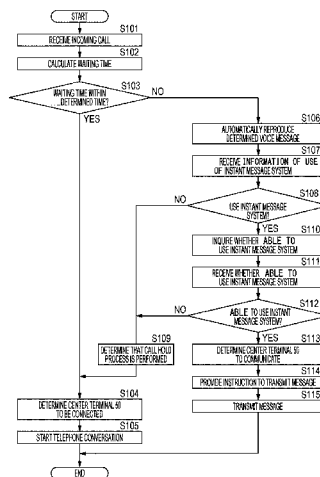 START
S101
RECEIVE INCOMING CALL
S102
CALCULATE WAITING TIME
S103
WAITING TIME WITHIN
...DETERMINED TIME?
NO
YES
S106
AUTOMATICALLY REPRODUCE
DETERMINED VOICE MESSAGE
S107
RECEIVE INFORMATION OF USE
OF INSTANT MESSAGE SYSTEM
S108
NO
USE INSTANT MESSAGE
SYSTEM?
YES
S110
INQUIRE WHETHER ABLE TO
USE INSTANT MESSAGE SYSTEM
S111
RECEIVE WHETHER ABLE TO
USE INSTANT MESSAGE SYSTEM
S112
NO
ABLE TO USE INSTANT
MESSAGE SYSTEM?
YES
S109
DETERMINE THAT CALL HOLD
PROCESS IS PERFORMED
S113
DETERMINE CENTER TERMINAL 50
TO COMMUNICATE
S114
PROVIDE INSTRUCTION TO TRANSMIT MESSAGE
S115
TRANSMIT MESSAGE
S104
DETERMINE CENTER TERMINAL 50
TO BE CONNECTED
S105
START TELEPHONE CONVERSATION
END